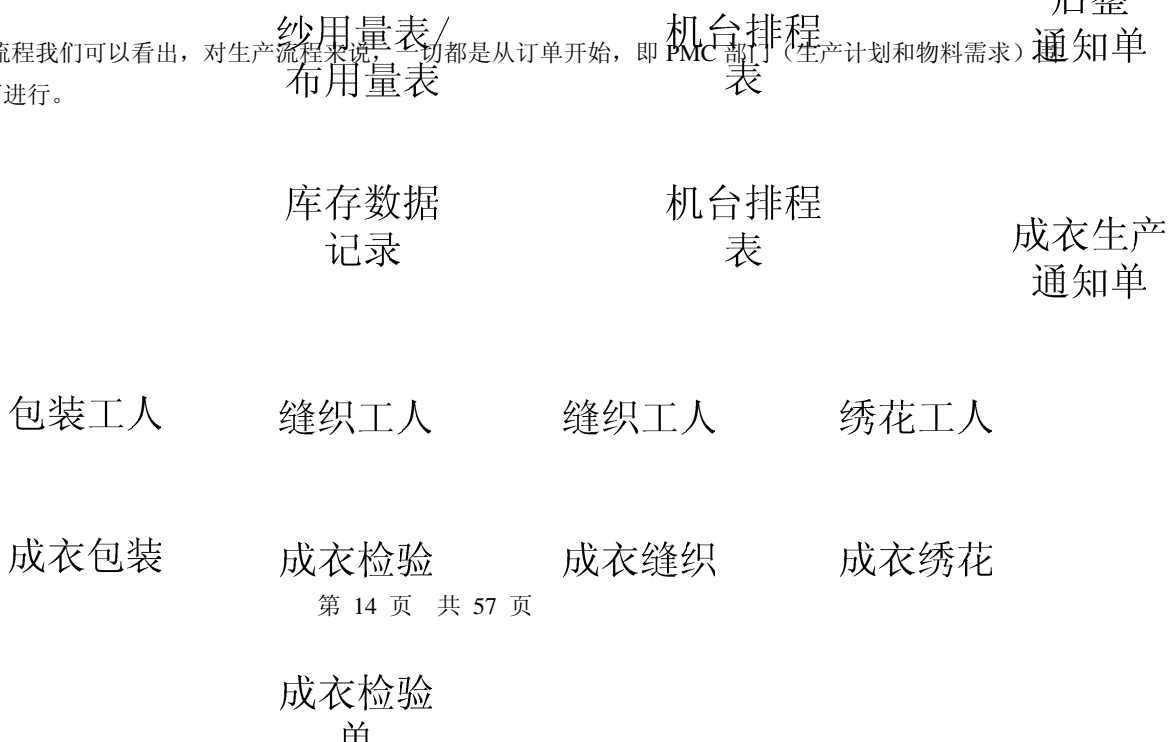 后整
纱用量表/
机台排程
流程我们可以看出，对生产流程来说，一切都是从订单开始，即 PMC 部门（生产计划和物料需求）
通知单
布用量表
表
进行。
库存数据
机台排程
成衣生产
记录
表
通知单
包装工人
缝织工人
缝织工人
绣花工人
成衣包装
成衣检验
成衣缝织
成衣绣花
第 14 页 共 57 页
成衣检验
单